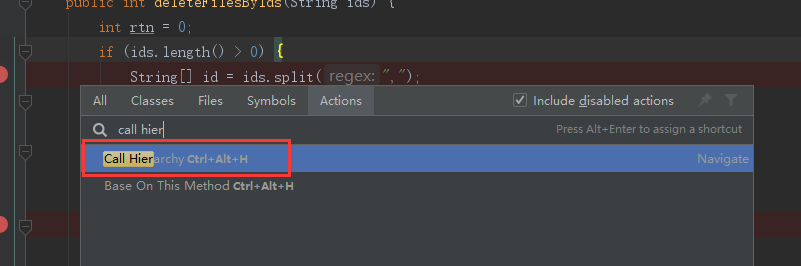 public int deleteFilesByIds(String ids) {
int rtn = 0;
if (ids.length() > 0) {
String[] id = ids.split( regex: ",");
All Classes Files Symbols Actions Include disabled actions
call hier Press Alt+Enter to assign a shortcut
Call Hierarchy Ctrl+Alt+H Navigate
Base On This Method Ctrl+Alt+H